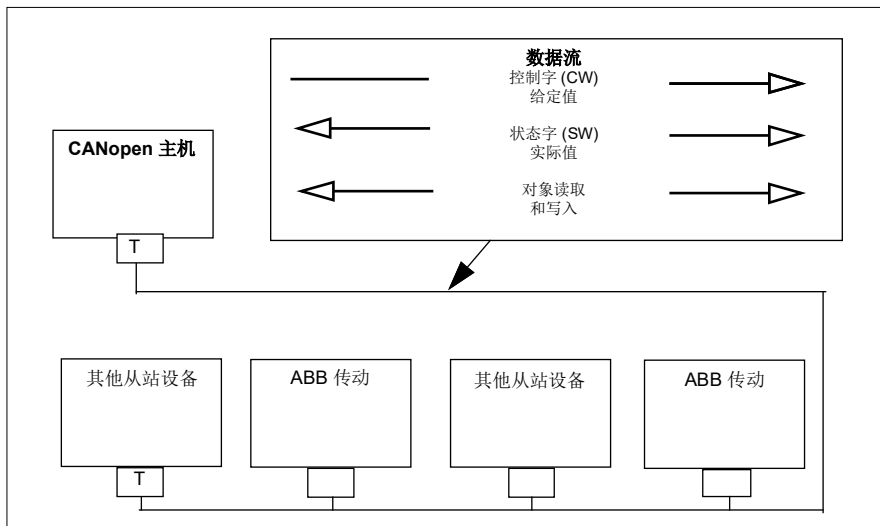 数据流
控制字 (CW)
给定值
状态字 (SW)
实际值
对象读取
和写入
CANopen 主机
T
其他从站设备
ABB 传动
其他从站设备
ABB 传动
T